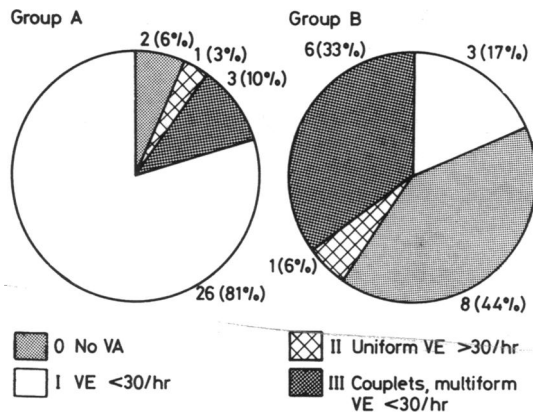 Group A
2(6%)
1(3%)
3(10%)
26(81%)
Group B
6(33%)
3(17%)
1(6%)
8(44%)
0 No VA
I VE <30/hr
II Uniform VE >30/hr
III Couplets, multiform
VE <30/hr